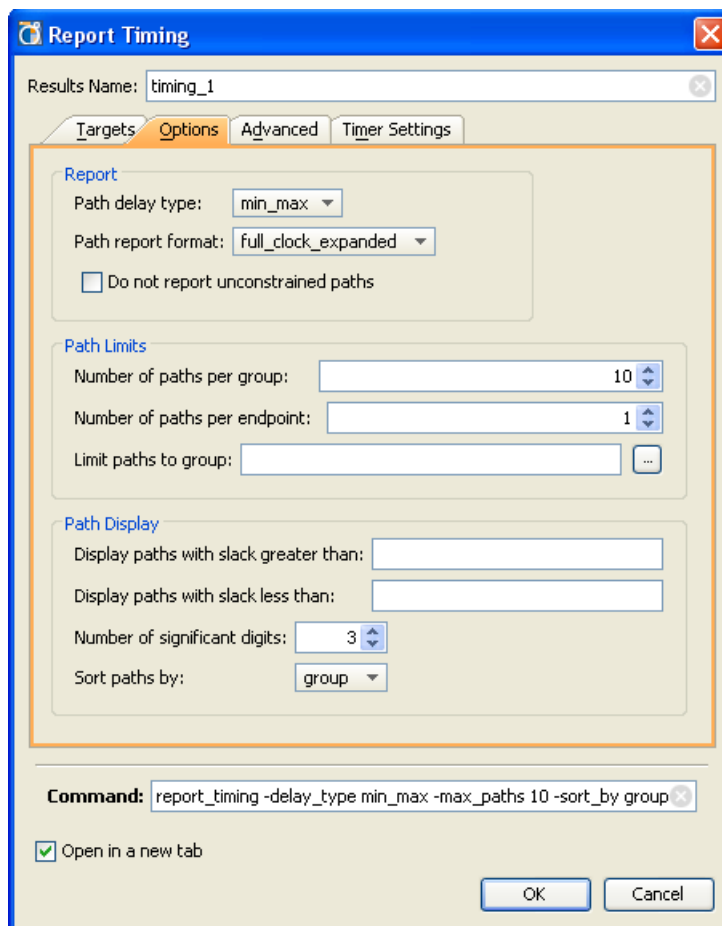 Report Timing
Results Name: timing_1
Targets Options Advanced Timer Settings
Report
Path delay type: min_max
Path report format: full_clock_expanded
Do not report unconstrained paths
Path Limits
Number of paths per group: 10
Number of paths per endpoint: 1
Limit paths to group: ...
Path Display
Display paths with slack greater than:
Display paths with slack less than:
Number of significant digits: 3
Sort paths by: group
Command: report_timing -delay_type min_max -max_paths 10 -sort_by group
Open in a new tab
OK Cancel